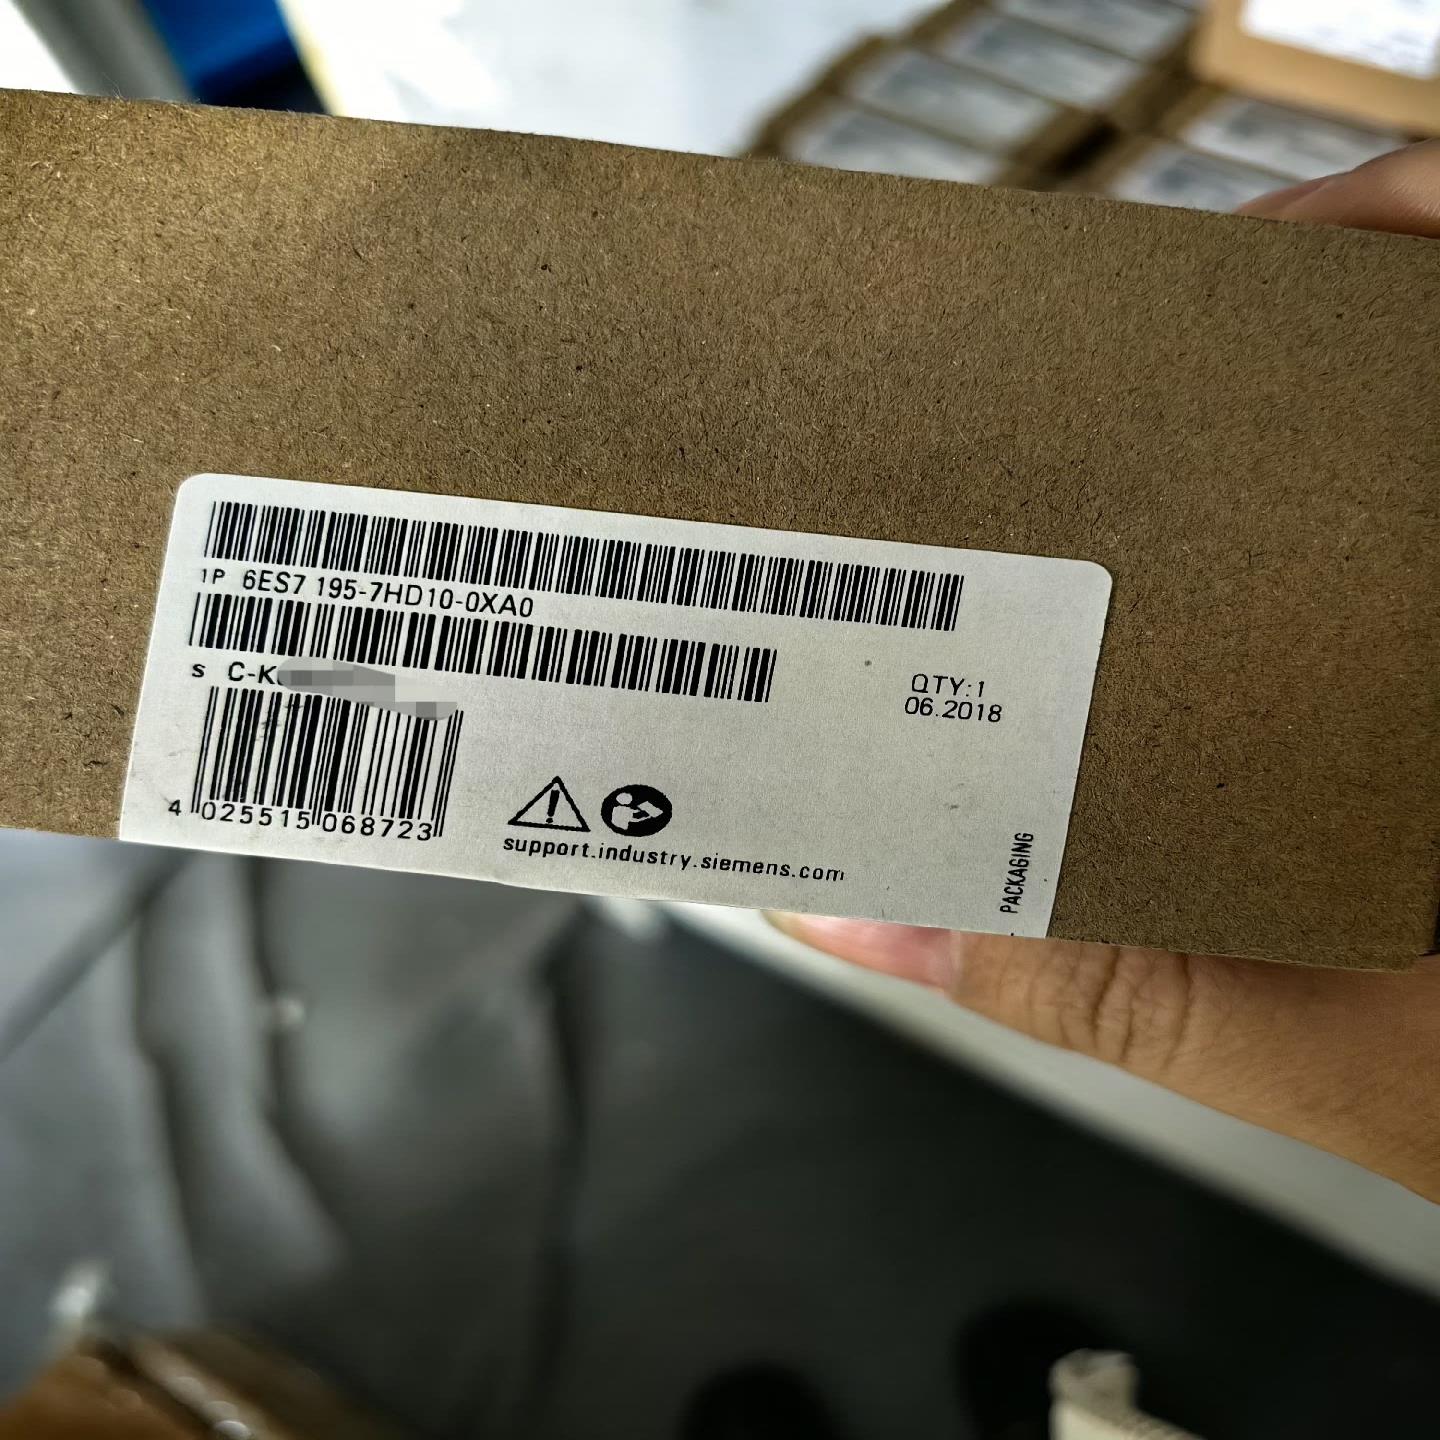 1P 6ES7 195-7HD10-0XA0
S C-K
QTY:1
06.2018
4 025515 068723
support.industry.siemens.com
PACKAGING